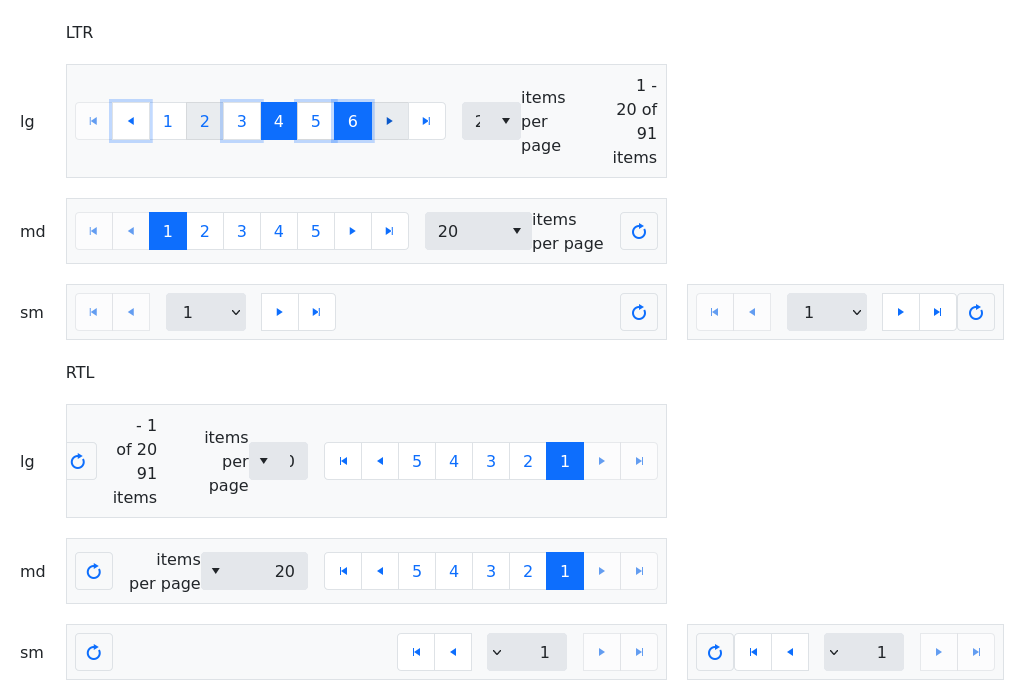 LTR
lg
1 2 3 4 5 6
items
per
page
1 -
20 of
91
items
md
1 2 3 4 5
20
items
per page
sm
1
1
RTL
lg
- 1
of 20
91
items
items
per
page
5 4 3 2 1
md
items
per page
20
5 4 3 2 1
sm
1
1